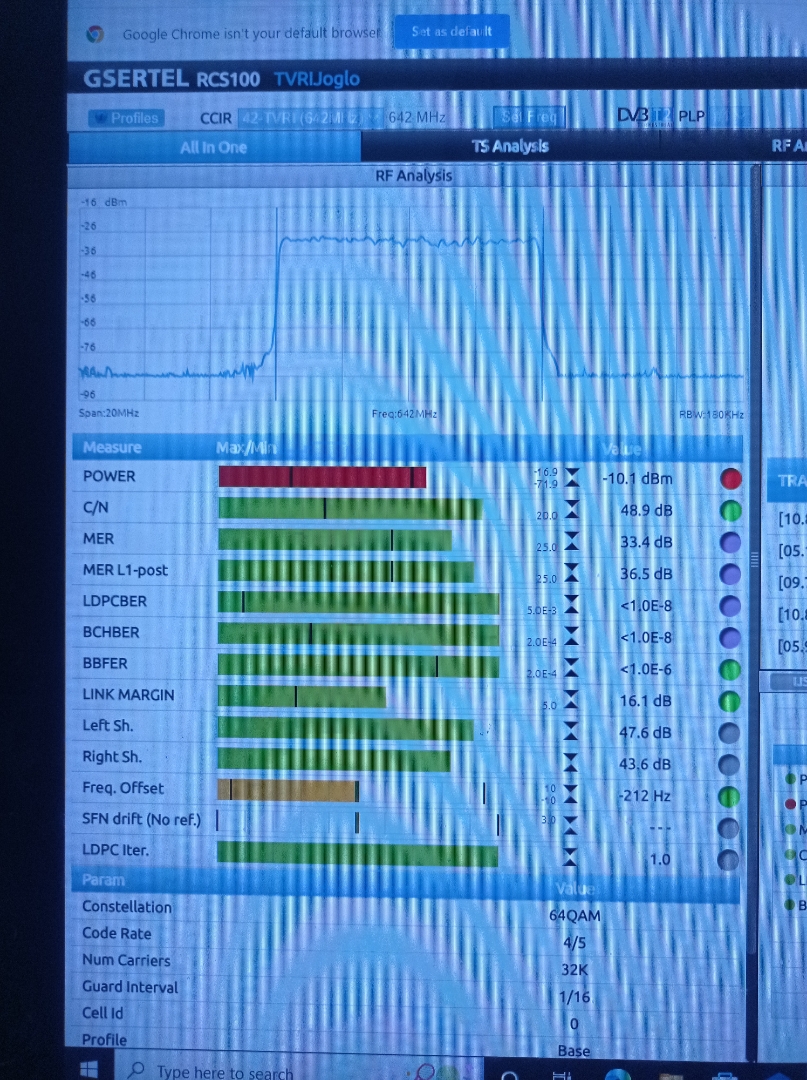 Google Chrome isn't your default browser Set as default
GSERTEL RCS100 TVRIJoglo
Profiles CCIR 42-TVRI (642MHz) 642 MHz Set Freq DVB T2 PLP
All In One TS Analysis
RF Analysis
-16 dBm
-26
-36
-46
-56
-66
-76
-96
Span:20MHz Freq:642MHz RBW:180KHz
Measure Max/Min Value
POWER -16.9 -71.9 -10.1 dBm
C/N 20.0 48.9 dB
MER 25.0 33.4 dB
MER L1-post 25.0 36.5 dB
LDPCBER 5.0E-3 <1.0E-8
BCHBER 2.0E-4 <1.0E-8
BBFER 2.0E-4 <1.0E-6
LINK MARGIN 5.0 16.1 dB
Left Sh. 47.6 dB
Right Sh. 43.6 dB
Freq. Offset 10 -10 -212 Hz
SFN drift (No ref.) 3.0 ---
LDPC Iter. 1.0
Param Value
Constellation 64QAM
Code Rate 4/5
Num Carriers 32K
Guard Interval 1/16
Cell Id 0
Profile Base
Type here to search
RF
[10.
[05.
[09.
[10.
[05.